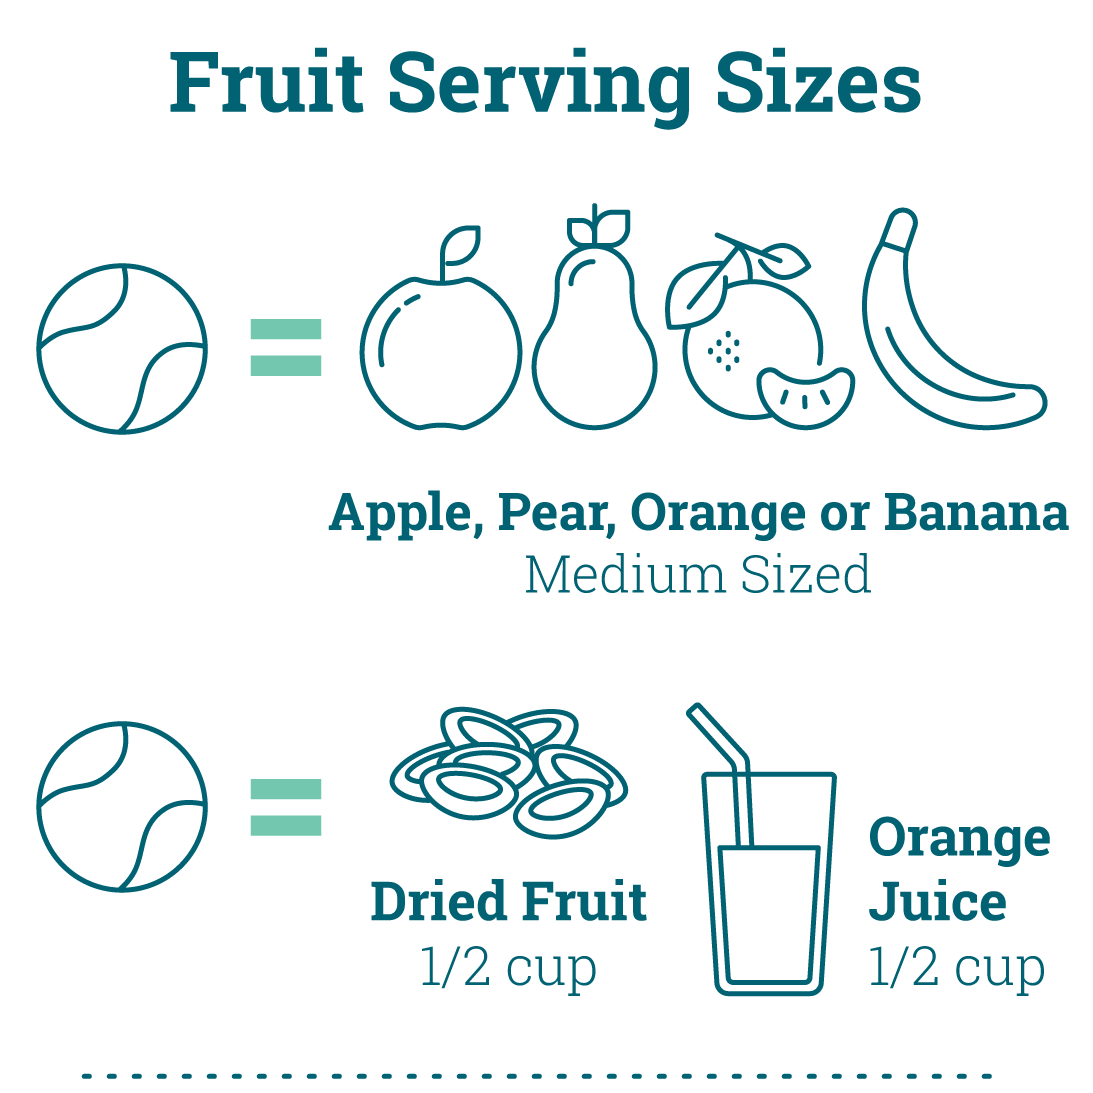 Fruit Serving Sizes
Apple, Pear, Orange or Banana
Medium Sized
Dried Fruit
1/2 cup
Orange
Juice
1/2 cup